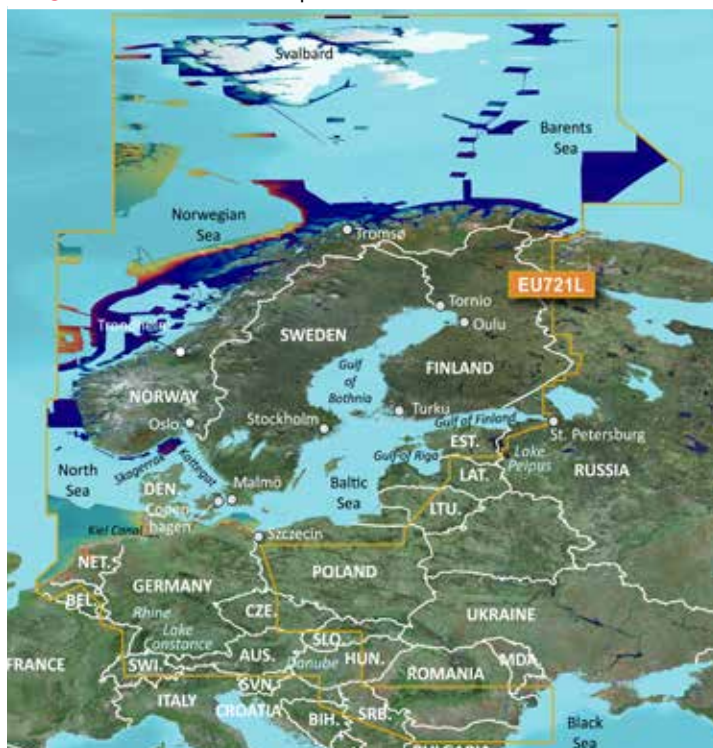 Svalbard
Barents
Sea
Norwegian
Sea
Tromsø
EU721L
Tornio
Oulu
SWEDEN
FINLAND
Gulf
of
Bothnia
NORWAY
Oslo
Stockholm
Turku
Gulf of Finland
St. Petersburg
EST.
Lake
Peipus
RUSSIA
North
Sea
Skagerrak
Kattegat
Gulf of Riga
LAT.
DEN.
Malmö
Baltic
Sea
LTU.
Copen-
hagen
Kiel Canal
Szczecin
NET.
GERMANY
POLAND
BEL.
Rhine
CZE.
UKRAINE
Lake
Constance
SLO.
AUS.
Danube
HUN.
MDA.
FRANCE
SWI.
ROMANIA
SVN.
ITALY
CROATIA
BIH.
SRB.
Black
Sea